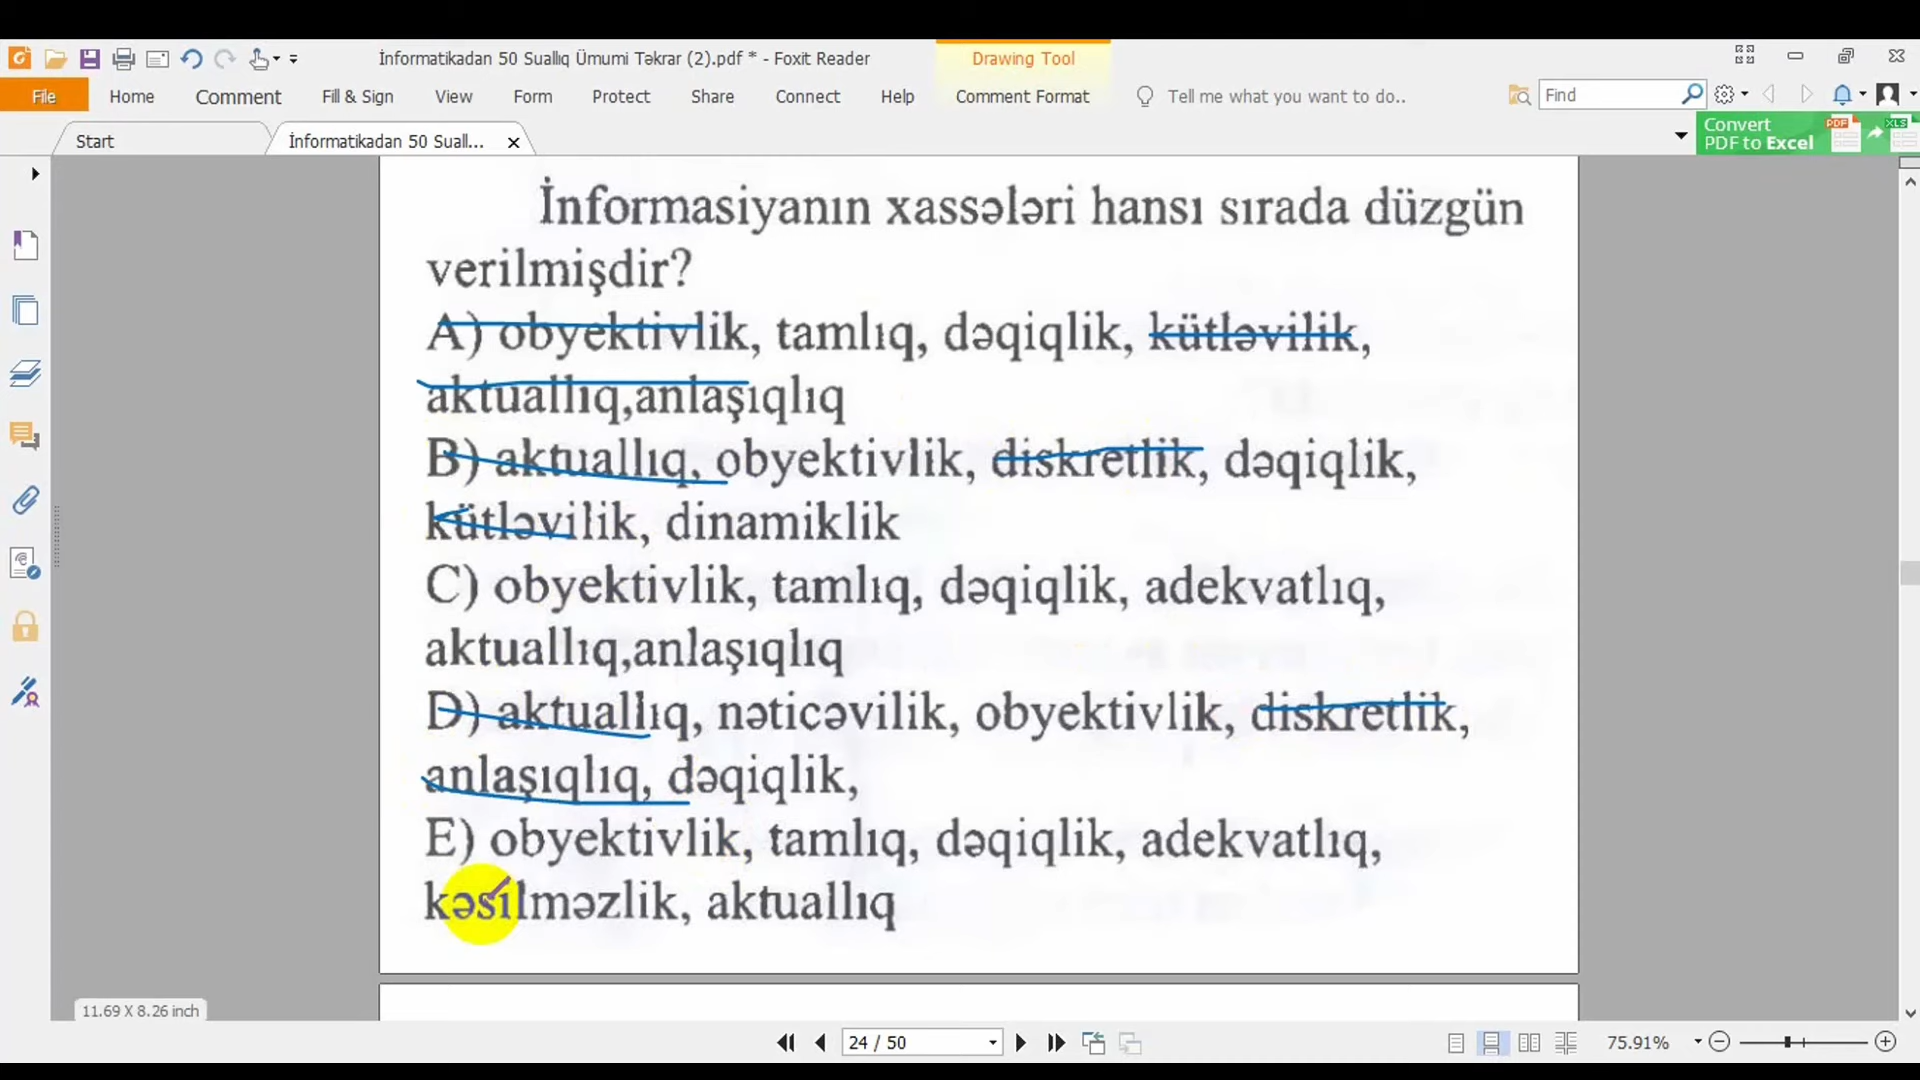 İnformatikadan 50 Suallıq Ümumi Təkrar (2).pdf * - Foxit Reader
Drawing Tool
File Home Comment Fill & Sign View Form Protect Share Connect Help Comment Format Tell me what you want to do.. Find
Start İnformatikadan 50 Suall... Convert
PDF to Excel
PDF XLS
İnformasiyanın xassələri hansı sırada düzgün
verilmişdir?
A) obyektivlik, tamlıq, dəqiqlik, kütləvilik,
aktuallıq,anlaşıqlıq
B) aktuallıq, obyektivlik, diskretlik, dəqiqlik,
kütləvilik, dinamiklik
C) obyektivlik, tamlıq, dəqiqlik, adekvatlıq,
aktuallıq,anlaşıqlıq
D) aktuallıq, nəticəvilik, obyektivlik, diskretlik,
anlaşıqlıq, dəqiqlik,
E) obyektivlik, tamlıq, dəqiqlik, adekvatlıq,
kəsilməzlik, aktuallıq
11.69 X 8.26 inch
24 / 50
75.91%